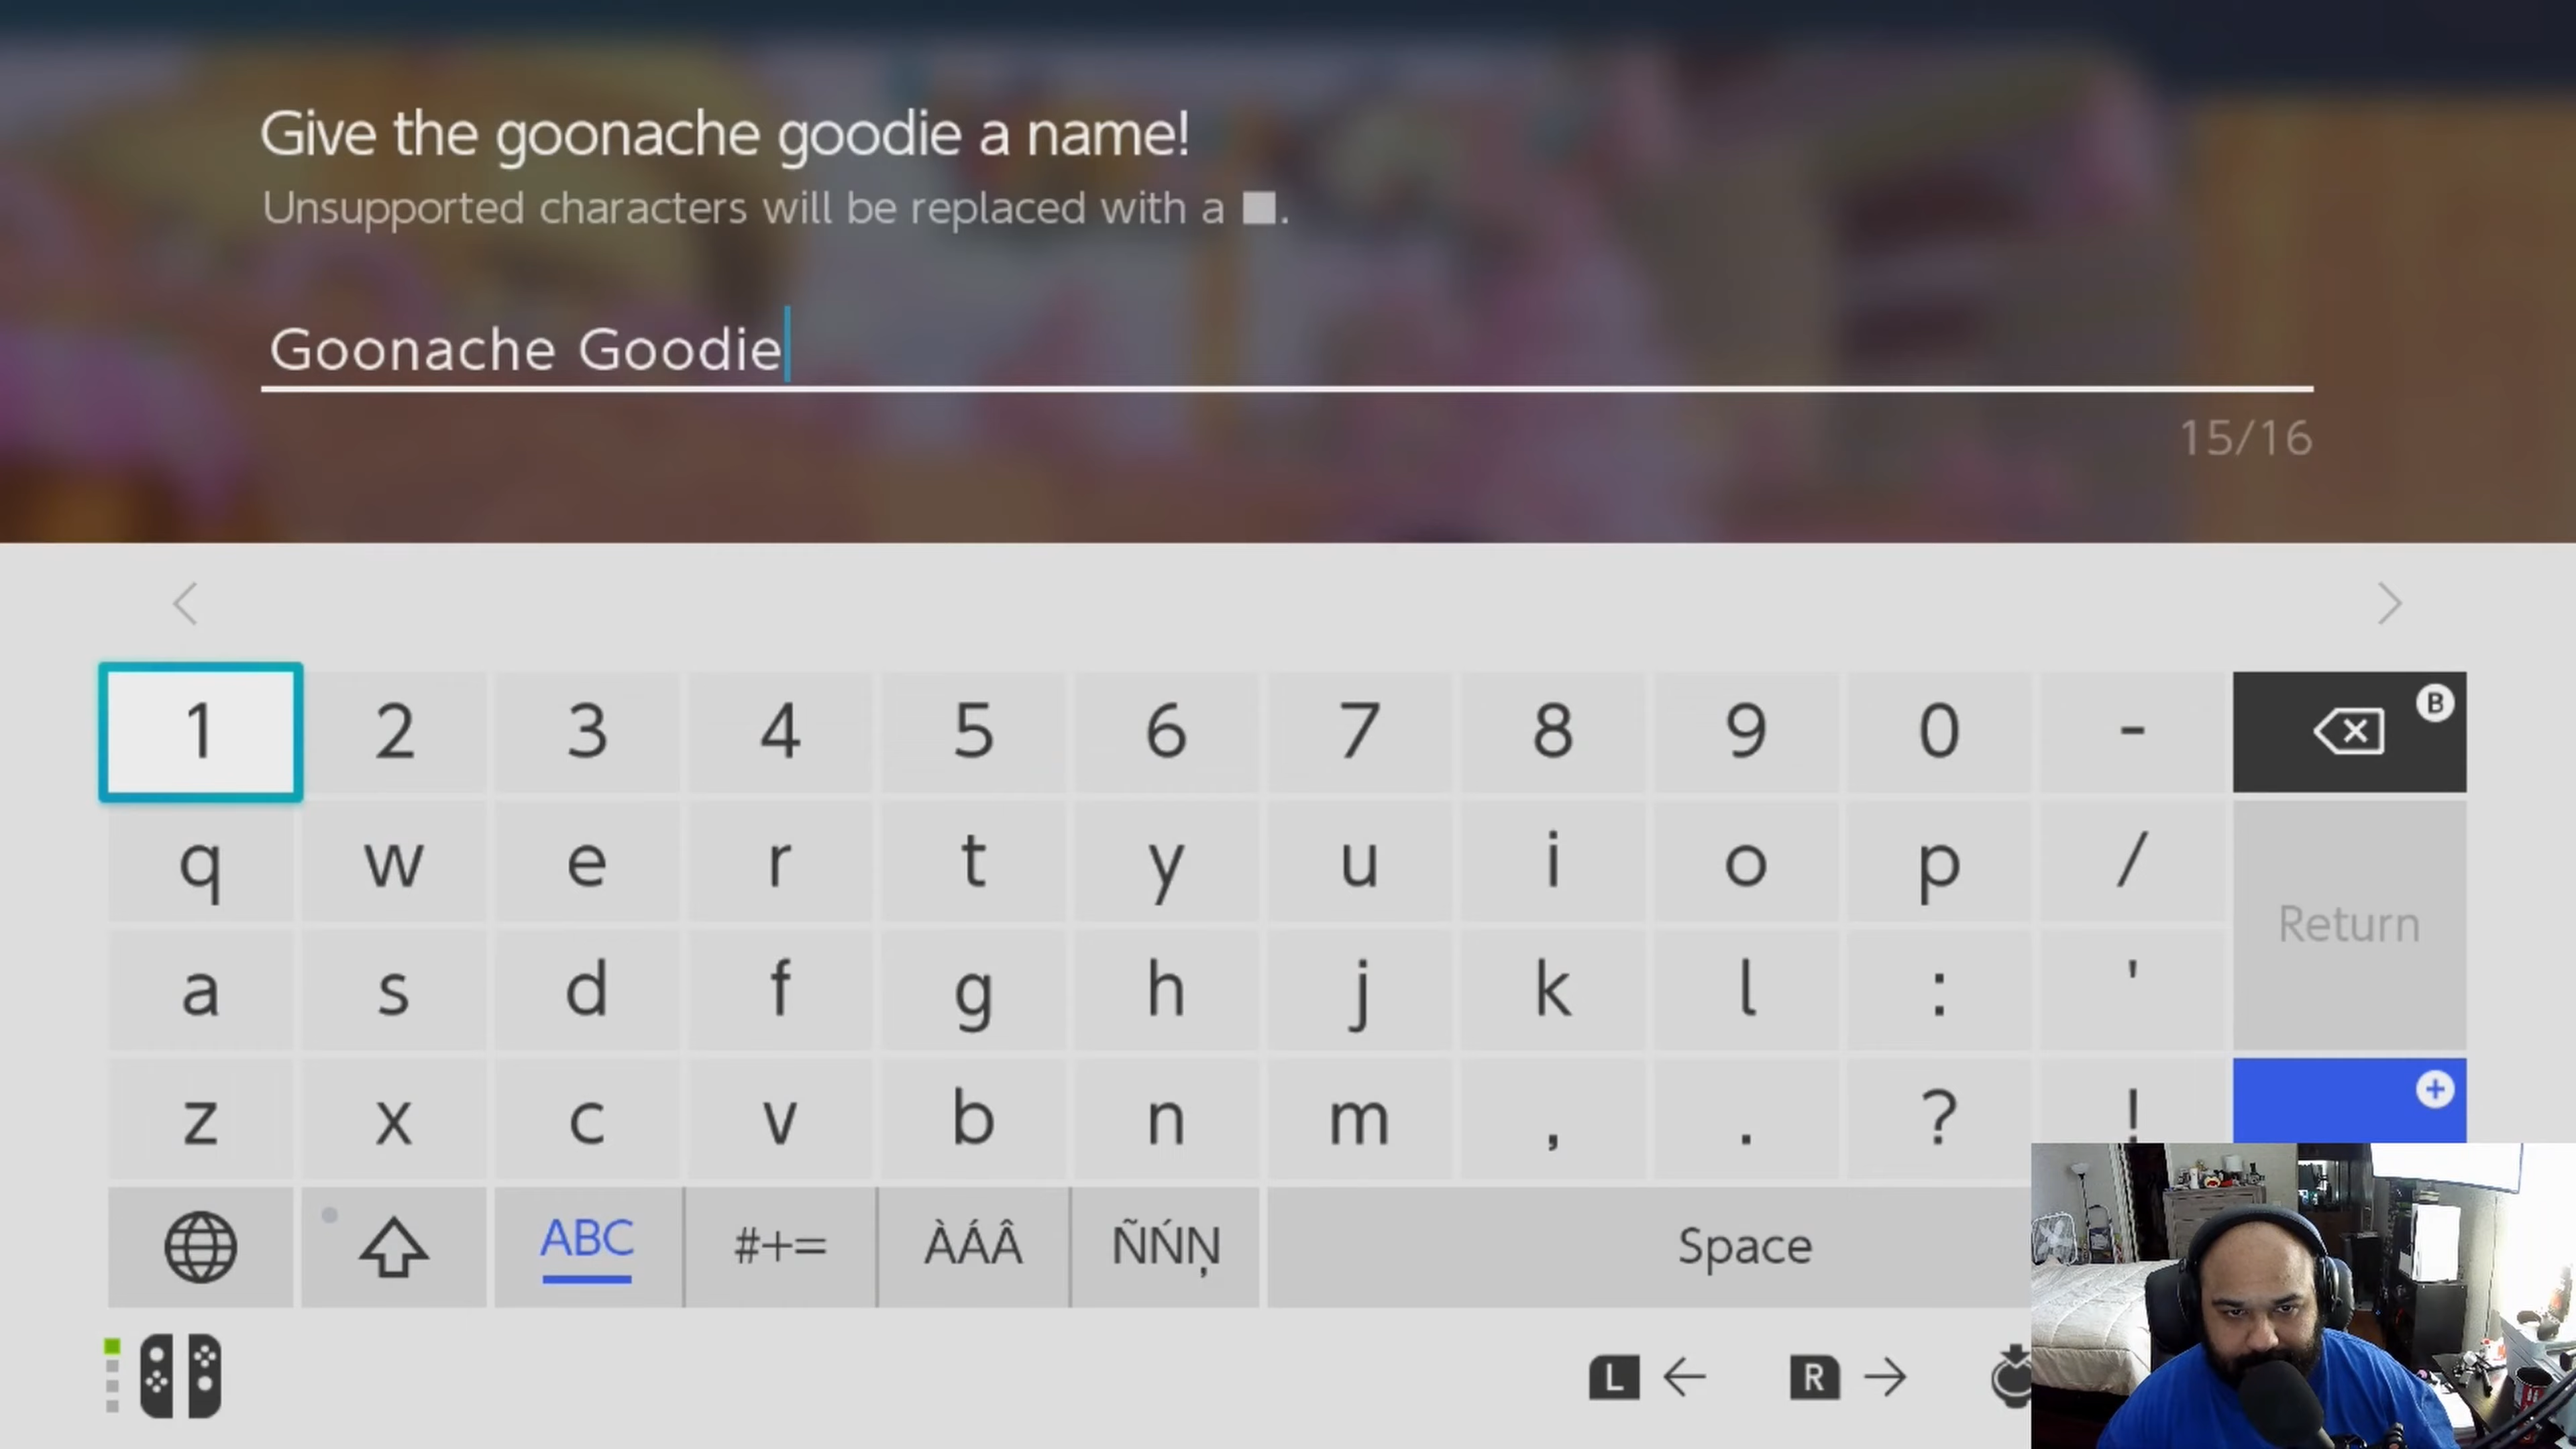 Give the goonache goodie a name!
Unsupported characters will be replaced with a ■.
Goonache Goodie
15/16
1 2 3 4 5 6 7 8 9 0 - B
q w e r t y u i o p /
Return
a s d f g h j k l : '
z x c v b n m , . ? ! +
ABC #+= ÀÁÂ ÑŃŅ Space
L ← R →